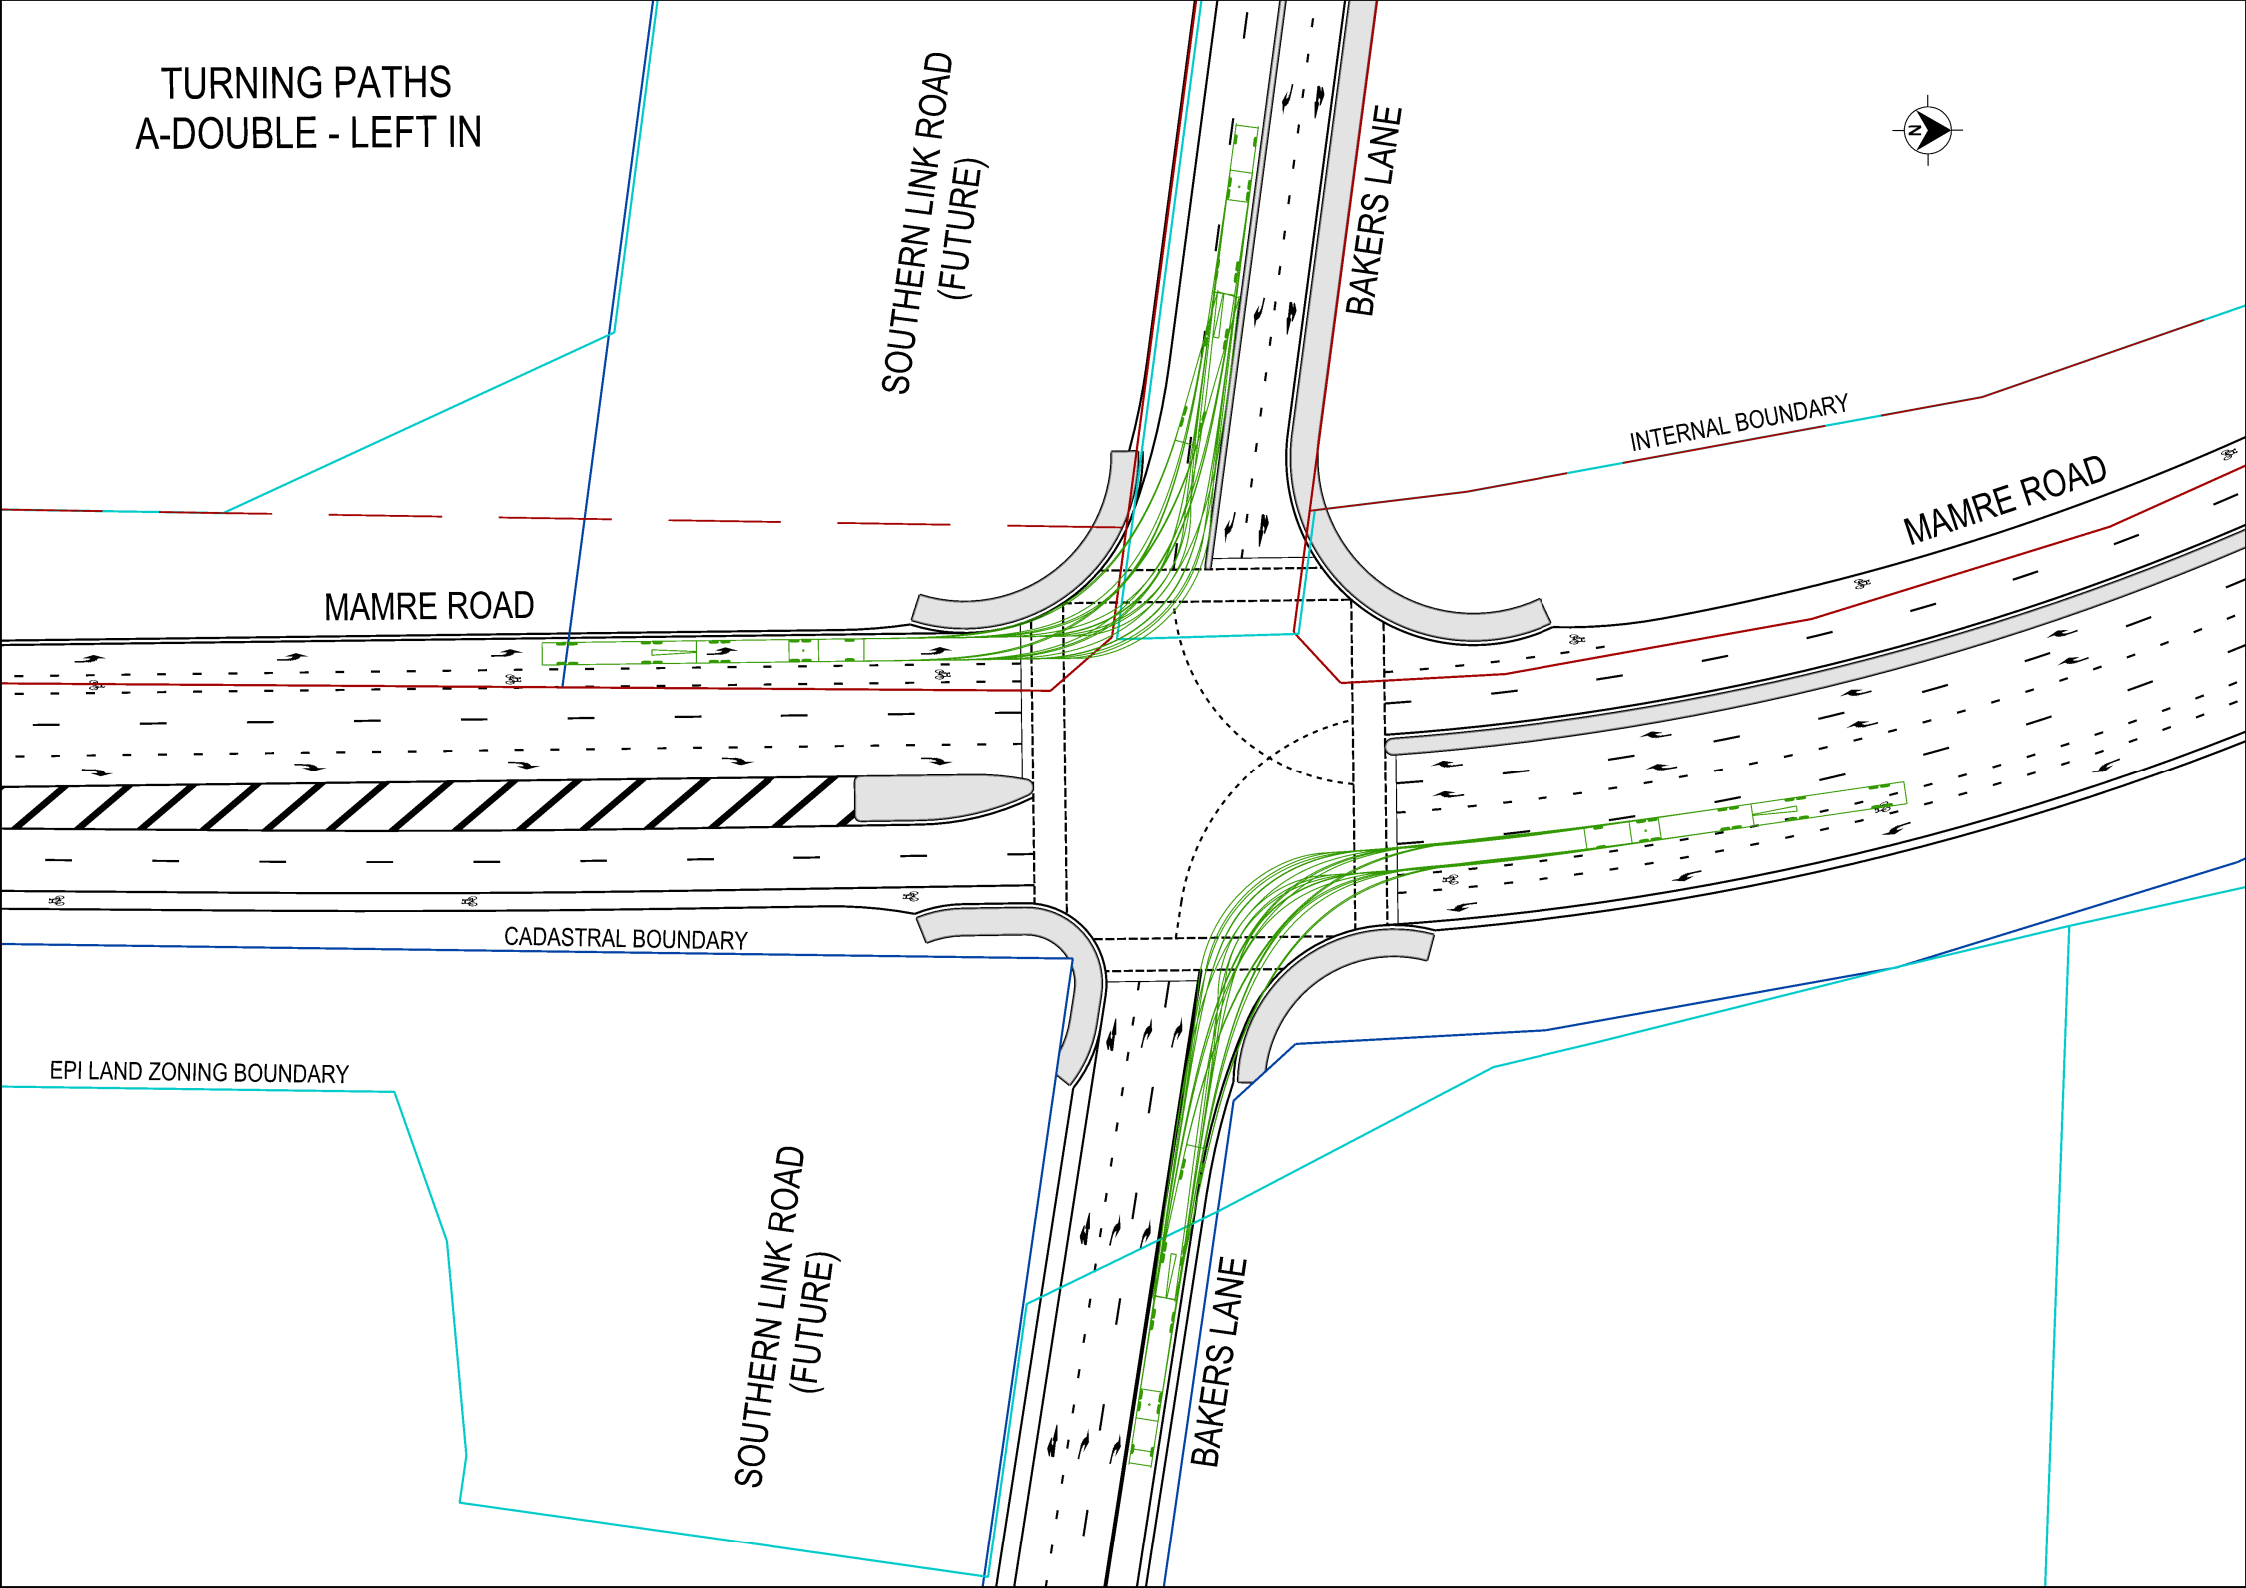 TURNING PATHS
A-DOUBLE - LEFT IN
SOUTHERN LINK ROAD
(FUTURE)
BAKERS LANE
N
INTERNAL BOUNDARY
MAMRE ROAD
MAMRE ROAD
CADASTRAL BOUNDARY
EPI LAND ZONING BOUNDARY
SOUTHERN LINK ROAD
(FUTURE)
BAKERS LANE